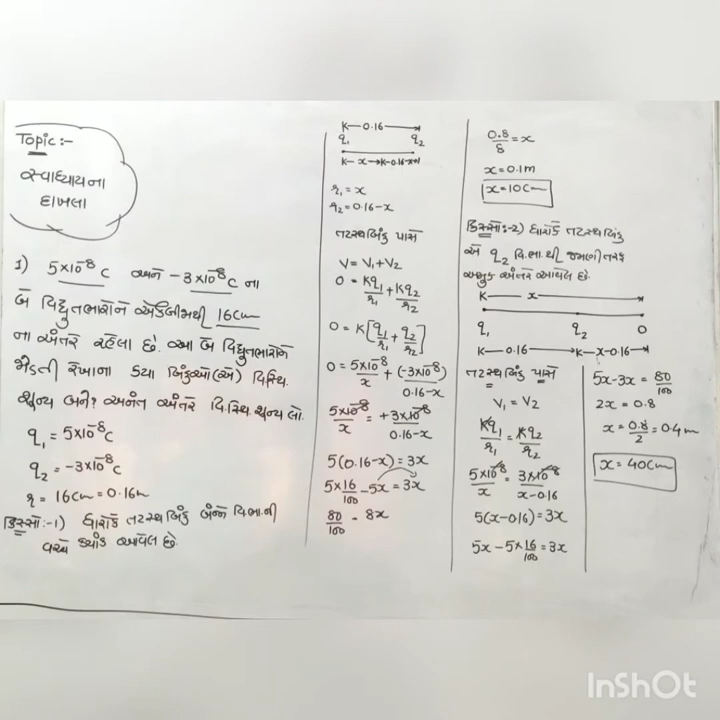 Topic:-
સ્વાધ્યાયના
દાખલા
1) 5×10⁻⁸ C અને -3×10⁻⁸C ના
બે વિદ્યુતભારોને એકબીજાથી 16cm
ના અંતરે રહેલા છે. આ બે વિદ્યુતભારોને
જોડતી રેખાના કયા બિંદુએ(ઓ) વિસ્થિ.
શૂન્ય બને? અનંત અંતરે વિ.સ્થિ શૂન્ય લો.
q₁ = 5×10⁻⁸C
q₂ = -3×10⁻⁸C
r = 16cm = 0.16m
કિસ્સો:-1) ધારોકે તટસ્થ બિંદુ બંન્ને વિ.ભા.ની
વચ્ચે ક્યાંક આવેલ છે.
0.16
q₁ q₂
x 0.16-x
r₁ = x
r₂ = 0.16-x
તટસ્થબિંદુ પાસે
V = V₁+V₂
0 = Kq₁/r₁ + Kq₂/r₂
0 = K[q₁/r₁ + q₂/r₂]
0 = 5×10⁻⁸/x + (-3×10⁻⁸)/0.16-x
5×10⁻⁸/x = +3×10⁻⁸/0.16-x
5(0.16-x) = 3x
5×16/100 - 5x = 3x
80/100 = 8x
0.8/8 = x
x = 0.1m
x = 10cm
કિસ્સો:-2) ધારોકે તટસ્થબિંદુ
એ q₂ વિ.ભા.થી જમણીતરફ
અમુક અંતરે આવેલ છે.
x
q₁ q₂ O
0.16 x-0.16
તટસ્થબિંદુ પાસે
V₁ = V₂
Kq₁/r₁ = Kq₂/r₂
5×10⁻⁸/x = 3×10⁻⁸/x-0.16
5(x-0.16) = 3x
5x - 5×16/100 = 3x
5x-3x = 80/100
2x = 0.8
x = 0.8/2 = 0.4m
x = 40cm
InShOt